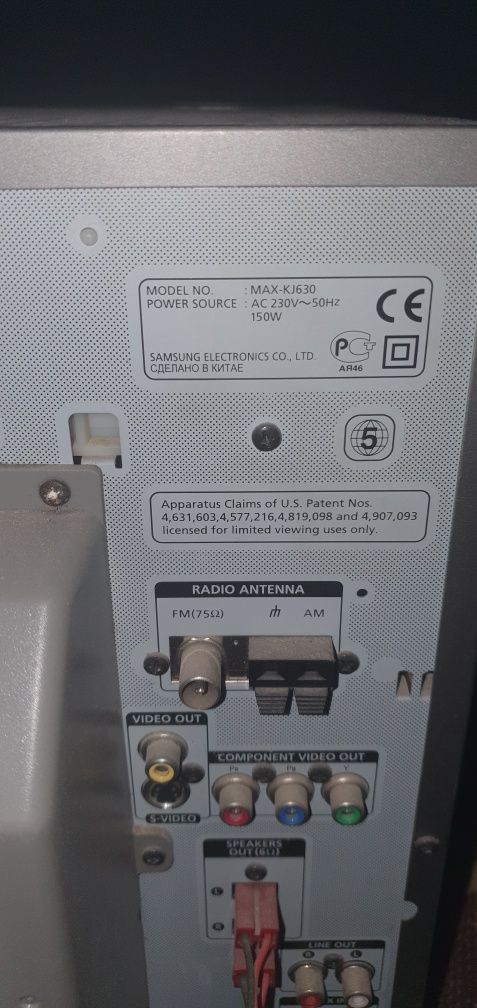 MODEL NO. : MAX-KJ630
POWER SOURCE : AC 230V~50Hz
150W
CE
SAMSUNG ELECTRONICS CO., LTD.
СДЕЛАНО В КИТАЕ
АЯ46
5
Apparatus Claims of U.S. Patent Nos.
4,631,603,4,577,216,4,819,098 and 4,907,093
licensed for limited viewing uses only.
RADIO ANTENNA
FM(75Ω) AM
VIDEO OUT
S-VIDEO
COMPONENT VIDEO OUT
PR PB Y
SPEAKERS
OUT(6Ω)
L
R
LINE OUT
R L